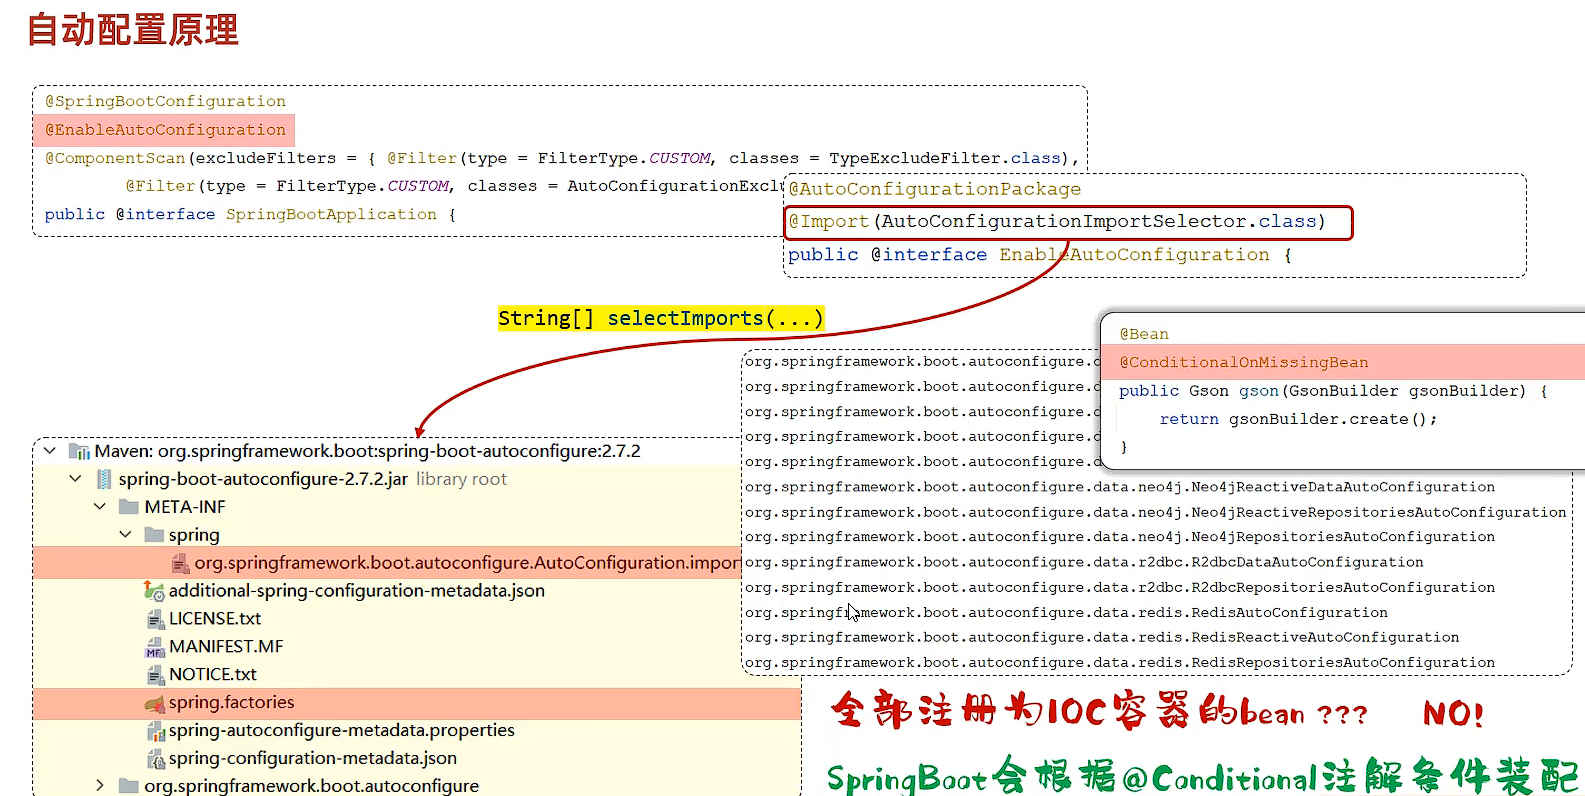 自动配置原理
@SpringBootConfiguration
@EnableAutoConfiguration
@ComponentScan(excludeFilters = { @Filter(type = FilterType.CUSTOM, classes = TypeExcludeFilter.class),
@Filter(type = FilterType.CUSTOM, classes = AutoConfigurationExcl
public @interface SpringBootApplication {
@AutoConfigurationPackage
@Import(AutoConfigurationImportSelector.class)
public @interface EnableAutoConfiguration {
String[] selectImports(...)
@Bean
@ConditionalOnMissingBean
public Gson gson(GsonBuilder gsonBuilder) {
return gsonBuilder.create();
}
org.springframework.boot.autoconfigure.d
org.springframework.boot.autoconfigure.d
org.springframework.boot.autoconfigure.d
org.springframework.boot.autoconfigure.d
org.springframework.boot.autoconfigure.d
org.springframework.boot.autoconfigure.data.neo4j.Neo4jReactiveDataAutoConfiguration
org.springframework.boot.autoconfigure.data.neo4j.Neo4jReactiveRepositoriesAutoConfiguration
org.springframework.boot.autoconfigure.data.neo4j.Neo4jRepositoriesAutoConfiguration
org.springframework.boot.autoconfigure.data.r2dbc.R2dbcDataAutoConfiguration
org.springframework.boot.autoconfigure.data.r2dbc.R2dbcRepositoriesAutoConfiguration
org.springframework.boot.autoconfigure.data.redis.RedisAutoConfiguration
org.springframework.boot.autoconfigure.data.redis.RedisReactiveAutoConfiguration
org.springframework.boot.autoconfigure.data.redis.RedisRepositoriesAutoConfiguration
Maven: org.springframework.boot:spring-boot-autoconfigure:2.7.2
spring-boot-autoconfigure-2.7.2.jar library root
META-INF
spring
org.springframework.boot.autoconfigure.AutoConfiguration.impor
additional-spring-configuration-metadata.json
LICENSE.txt
MANIFEST.MF
NOTICE.txt
spring.factories
spring-autoconfigure-metadata.properties
spring-configuration-metadata.json
org.springframework.boot.autoconfigure
全部注册为IOC容器的bean ??? NO!
SpringBoot会根据@Conditional注解条件装配